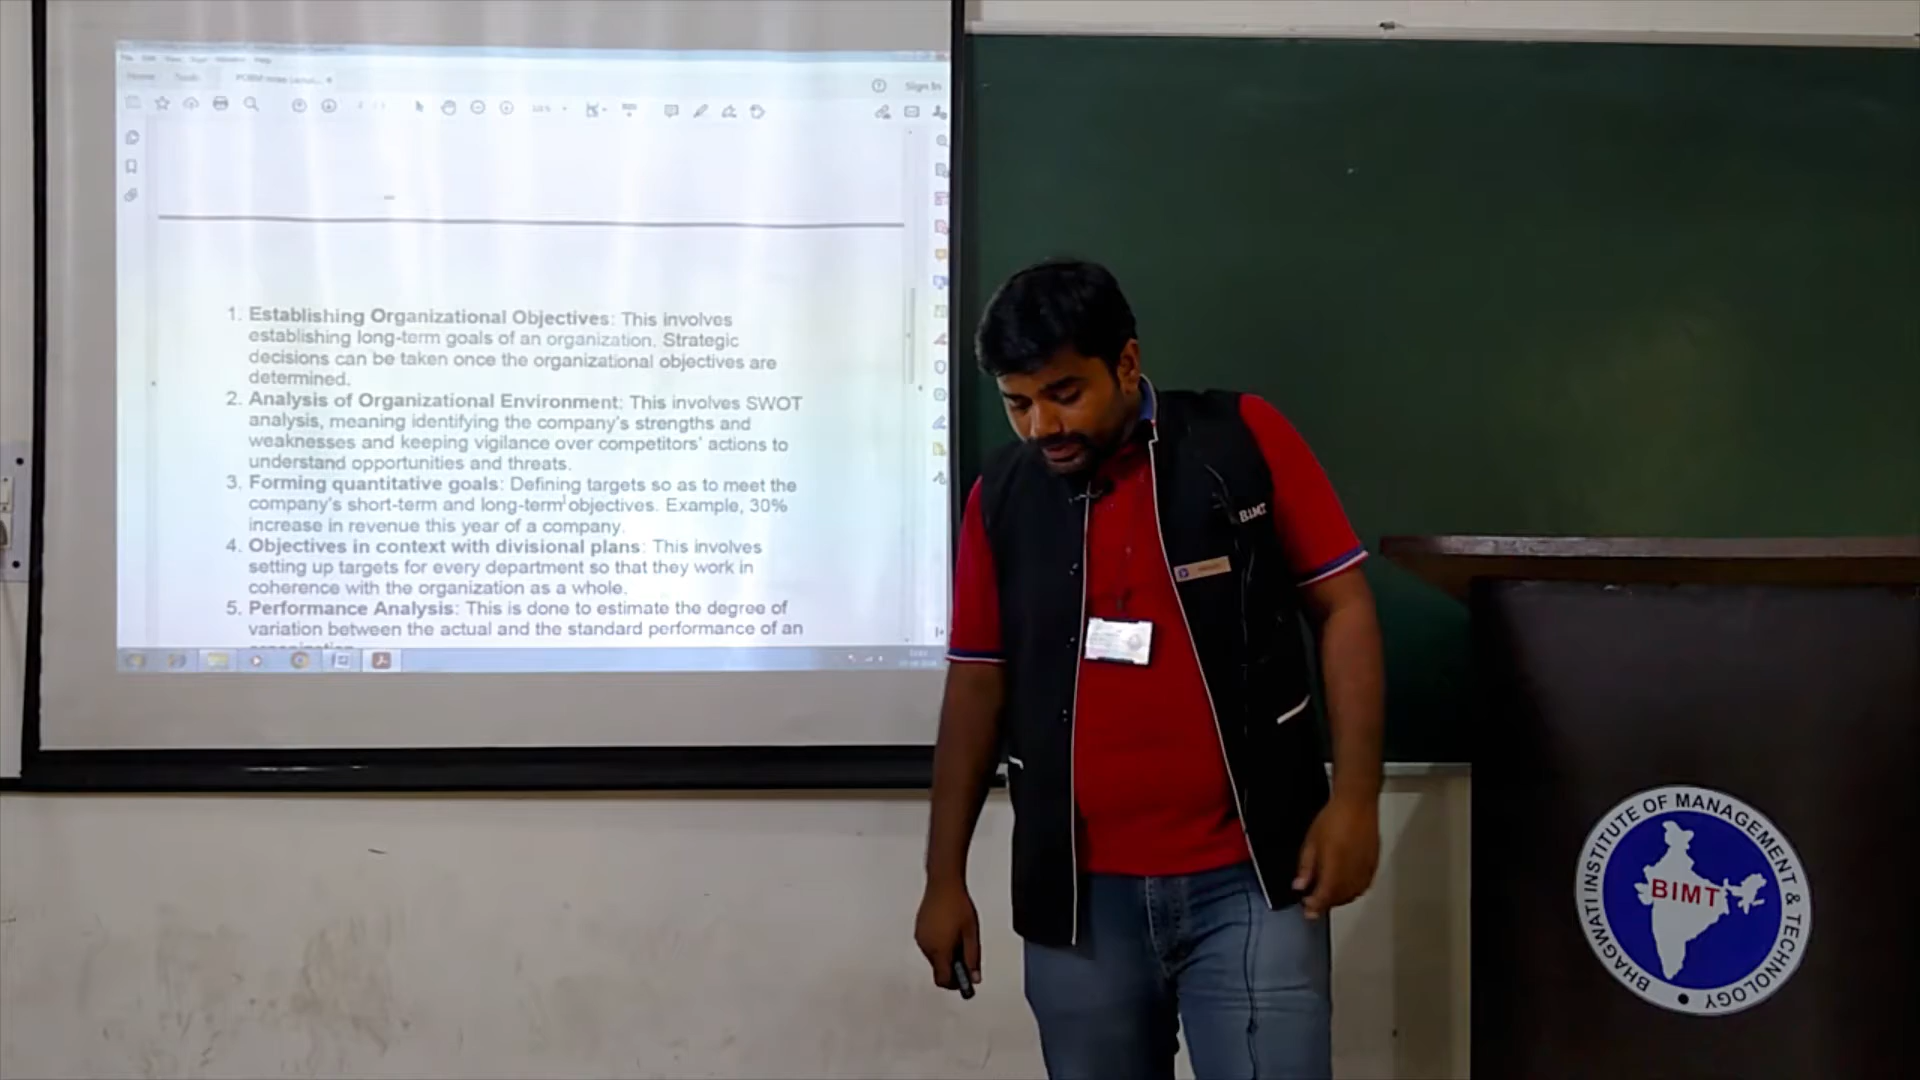 Sign In
1. Establishing Organizational Objectives: This involves
establishing long-term goals of an organization. Strategic
decisions can be taken once the organizational objectives are
determined.
2. Analysis of Organizational Environment: This involves SWOT
analysis, meaning identifying the company's strengths and
weaknesses and keeping vigilance over competitors' actions to
understand opportunities and threats.
3. Forming quantitative goals: Defining targets so as to meet the
company's short-term and long-term objectives. Example, 30%
increase in revenue this year of a company.
4. Objectives in context with divisional plans: This involves
setting up targets for every department so that they work in
coherence with the organization as a whole.
5. Performance Analysis: This is done to estimate the degree of
variation between the actual and the standard performance of an
B.I.M.T
BHAGWATI INSTITUTE OF MANAGEMENT & TECHNOLOGY
BIMT